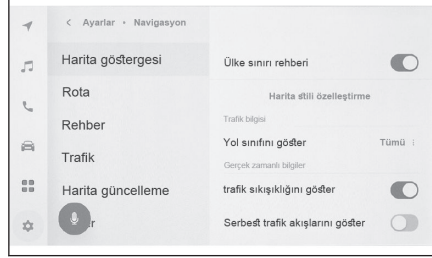 Ayarlar • Navigasyon
Harita göstergesi
Rota
Rehber
Trafik
Harita güncelleme
r
Ülke sınırı rehberi
Harita stili özelleştirme
Trafik bilgisi
Yol sınıfını göster Tümü
Gerçek zamanlı bilgiler
trafik sıkışıklığını göster
Serbest trafik akışlarını göster